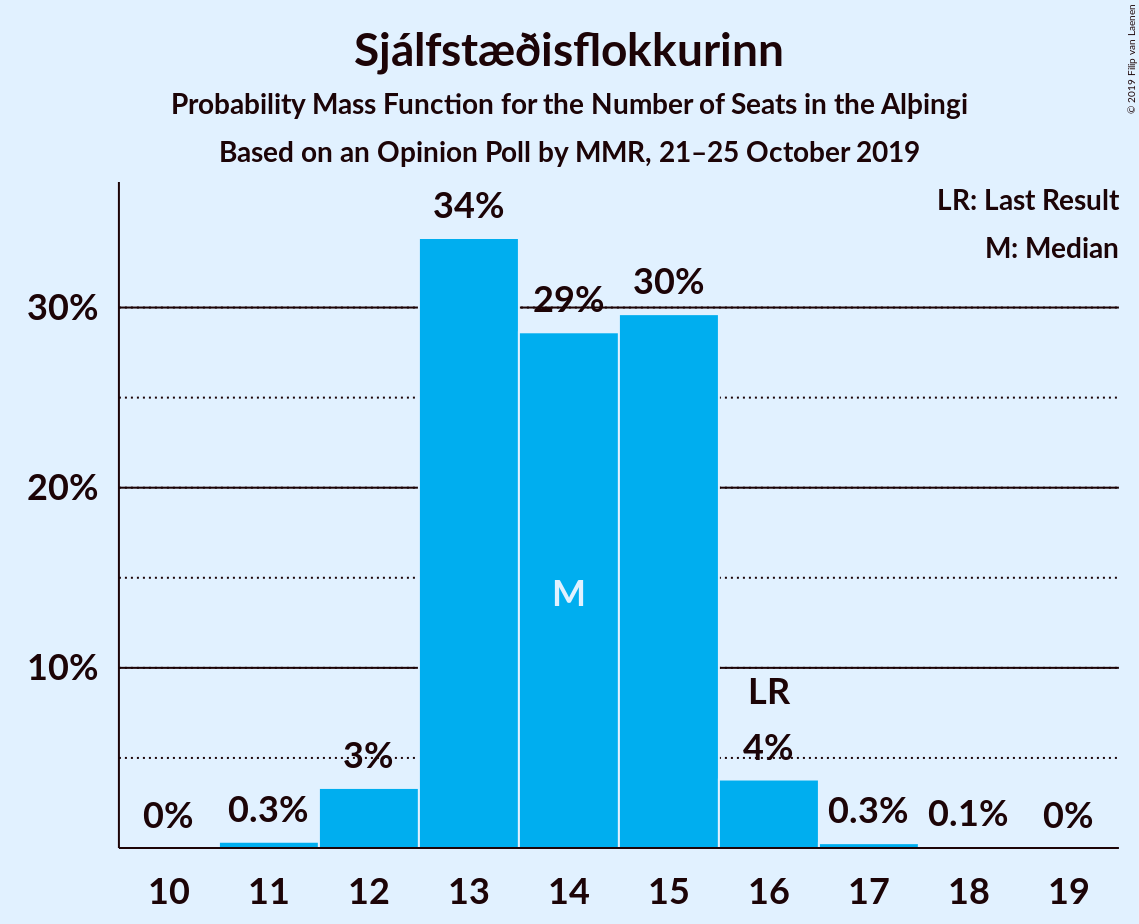 Sjálfstæðisflokkurinn
Probability Mass Function for the Number of Seats in the Alþingi
Based on an Opinion Poll by MMR, 21–25 October 2019
© 2019 Filip van Laenen
LR: Last Result
M: Median
34%
29%
30%
30%
20%
10%
M
LR
0%
0.3%
3%
4%
0.3%
0.1%
0%
10 11 12 13 14 15 16 17 18 19